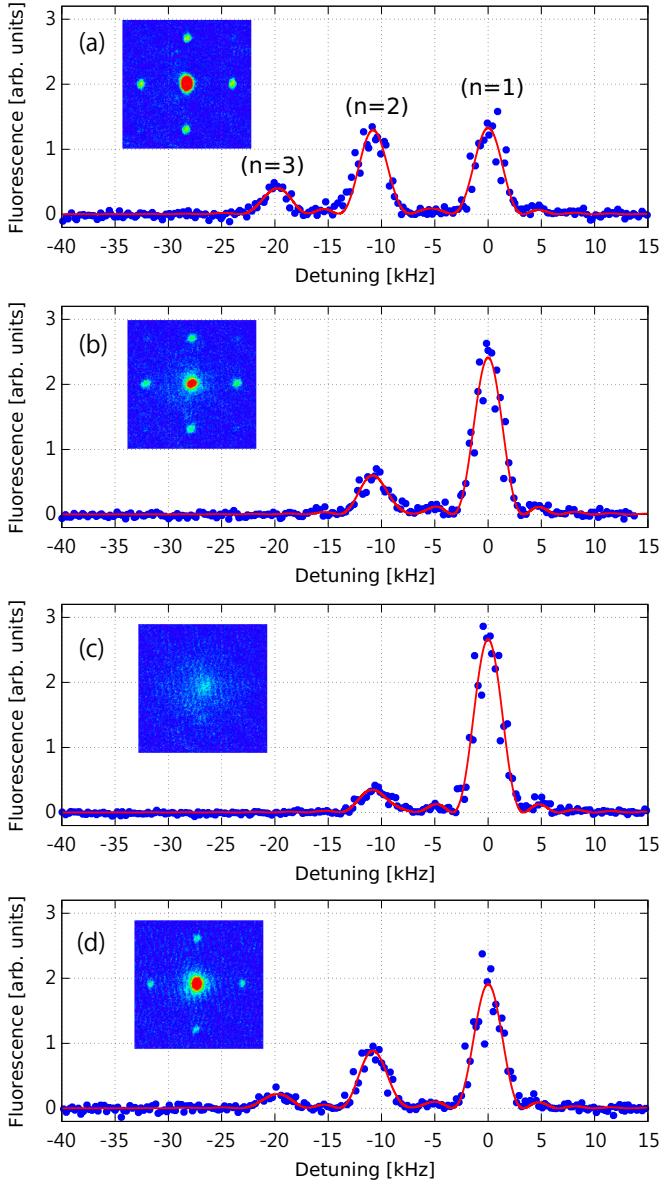 (a)
(n=3)
(n=2)
(n=1)
Fluorescence [arb. units]
3
2
1
0
-40 -35 -30 -25 -20 -15 -10 -5 0 5 10 15
Detuning [kHz]
(b)
Fluorescence [arb. units]
3
2
1
0
-40 -35 -30 -25 -20 -15 -10 -5 0 5 10 15
Detuning [kHz]
(c)
Fluorescence [arb. units]
3
2
1
0
-40 -35 -30 -25 -20 -15 -10 -5 0 5 10 15
Detuning [kHz]
(d)
Fluorescence [arb. units]
3
2
1
0
-40 -35 -30 -25 -20 -15 -10 -5 0 5 10 15
Detuning [kHz]